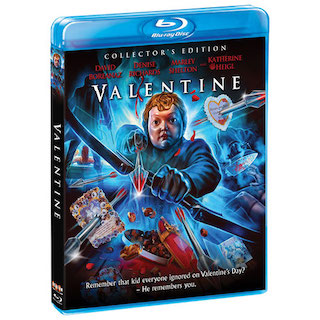 Blu-ray Disc
COLLECTOR'S EDITION
DAVID DENISE MARLEY AND KATHERINE
BOREANAZ RICHARDS SHELTON HEIGL
VALENTINE
VALENTINE
Remember that kid everyone ignored on Valentine's Day?
– He remembers you.